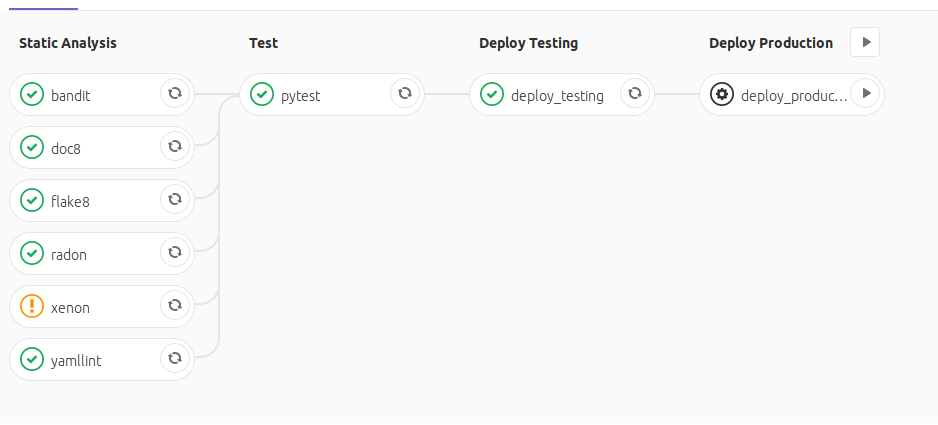 Static Analysis
Test
Deploy Testing
Deploy Production
bandit
pytest
deploy_testing
deploy_produc...
doc8
flake8
radon
xenon
yamllint